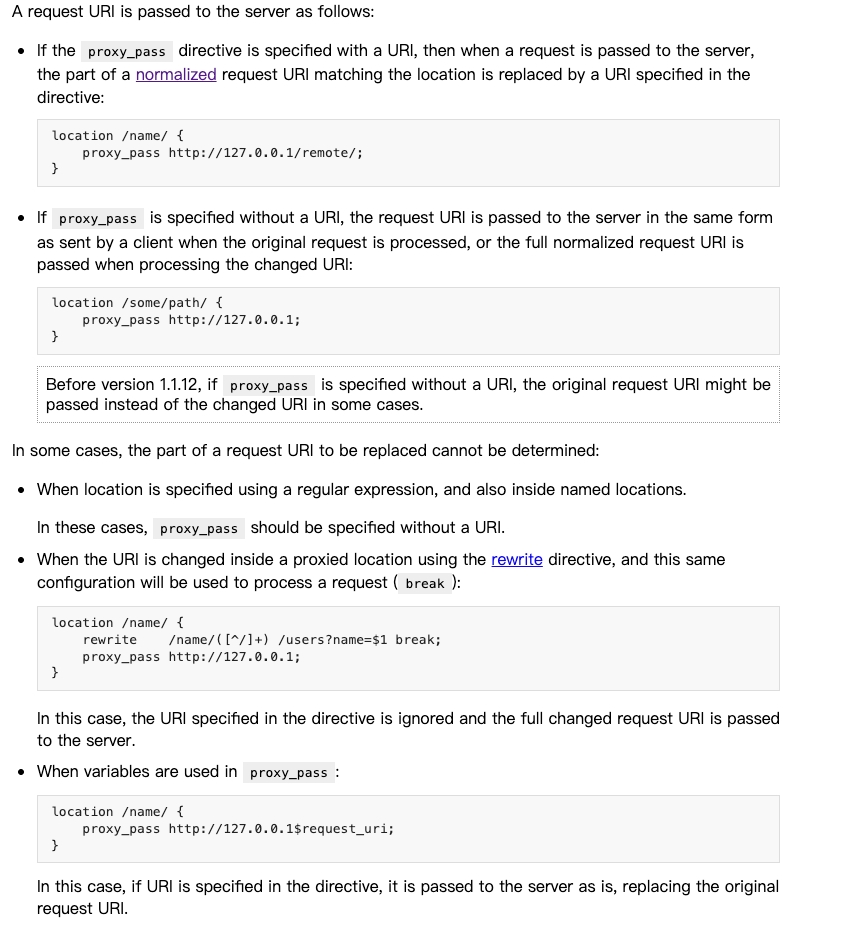 A request URI is passed to the server as follows:
• If the proxy_pass directive is specified with a URI, then when a request is passed to the server,
the part of a normalized request URI matching the location is replaced by a URI specified in the
directive:
location /name/ {
    proxy_pass http://127.0.0.1/remote/;
}
• If proxy_pass is specified without a URI, the request URI is passed to the server in the same form
as sent by a client when the original request is processed, or the full normalized request URI is
passed when processing the changed URI:
location /some/path/ {
    proxy_pass http://127.0.0.1;
}
Before version 1.1.12, if proxy_pass is specified without a URI, the original request URI might be
passed instead of the changed URI in some cases.
In some cases, the part of a request URI to be replaced cannot be determined:
• When location is specified using a regular expression, and also inside named locations.
In these cases, proxy_pass should be specified without a URI.
• When the URI is changed inside a proxied location using the rewrite directive, and this same
configuration will be used to process a request ( break ):
location /name/ {
    rewrite    /name/([^/]+) /users?name=$1 break;
    proxy_pass http://127.0.0.1;
}
In this case, the URI specified in the directive is ignored and the full changed request URI is passed
to the server.
• When variables are used in proxy_pass :
location /name/ {
    proxy_pass http://127.0.0.1$request_uri;
}
In this case, if URI is specified in the directive, it is passed to the server as is, replacing the original
request URI.